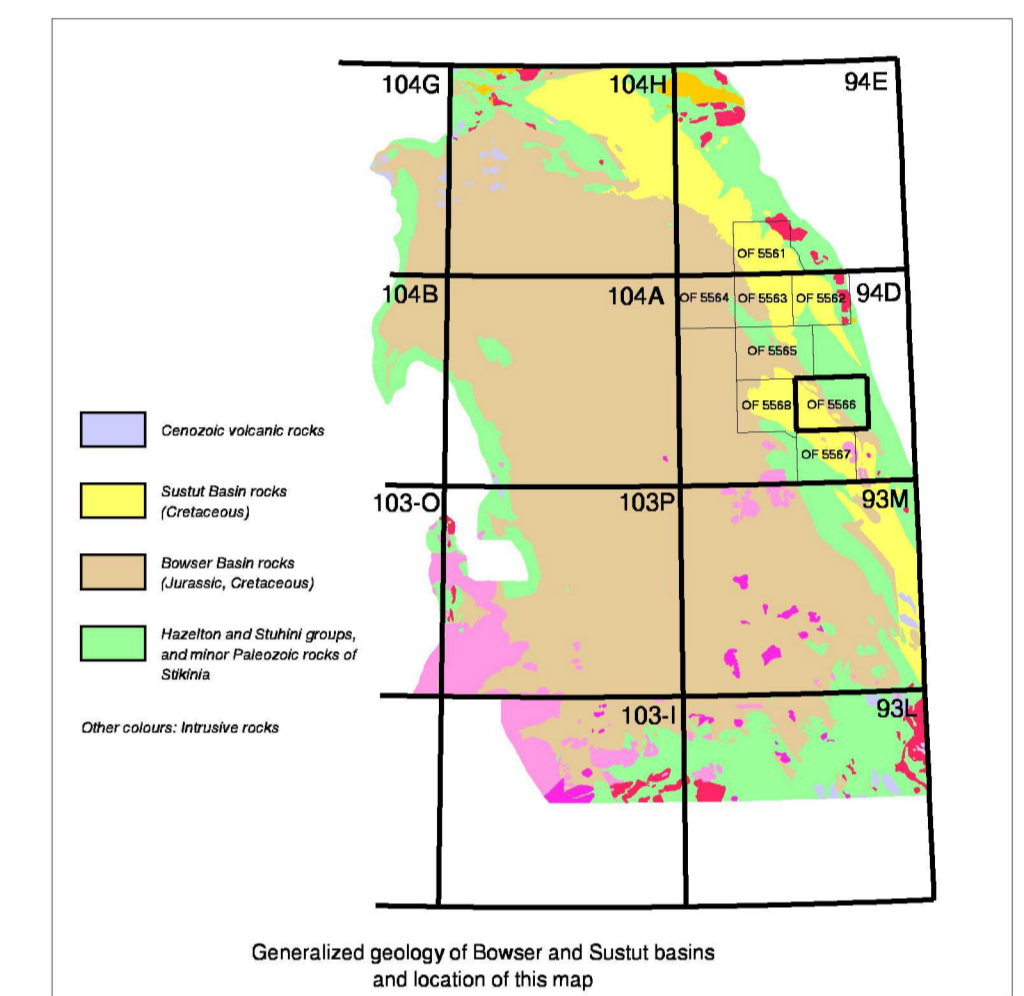 104G
104H
94E
OF 5561
104B
104A
OF 5564
OF 5563
OF 5562
94D
OF 5565
OF 5568
OF 5566
OF 5567
103-O
103P
93M
103-I
93L
Cenozoic volcanic rocks
Sustut Basin rocks
(Cretaceous)
Bowser Basin rocks
(Jurassic, Cretaceous)
Hazelton and Stuhini groups,
and minor Paleozoic rocks of
Stikinia
Other colours: Intrusive rocks
Generalized geology of Bowser and Sustut basins
and location of this map